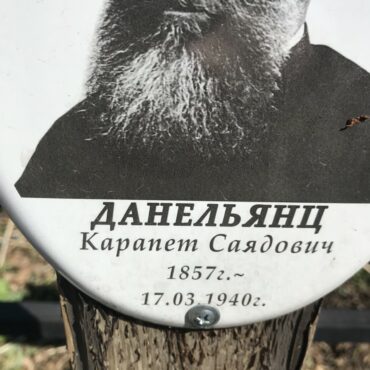 ДАНЕЛЬЯНЦ
Карапет Саядович
1857г.~
17.03.1940г.